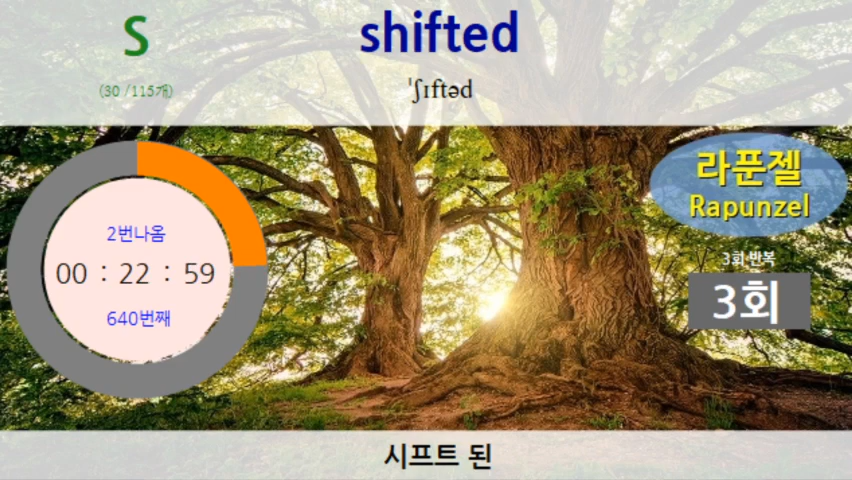 S
shifted
(30 /115개)
ˈʃɪftəd
라푼젤
Rapunzel
2번나옴
00 : 22 : 59
640번째
3회 반복
3회
시프트 된